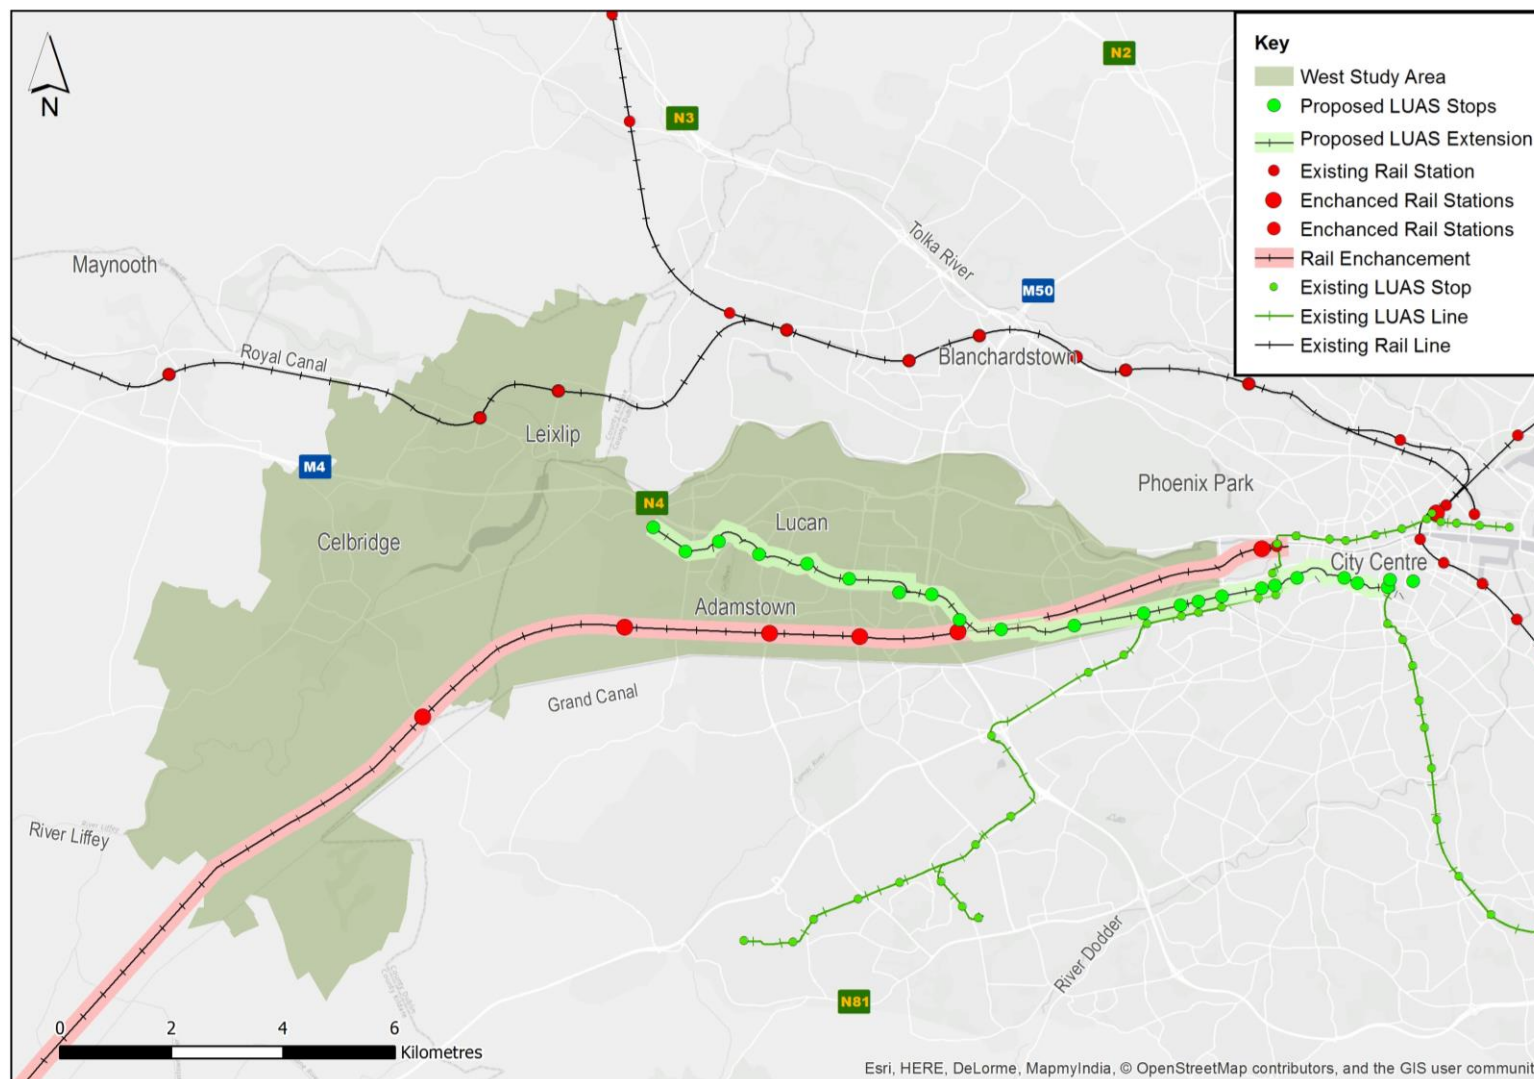 N
N2
N3
Key
West Study Area
Proposed LUAS Stops
Proposed LUAS Extension
Existing Rail Station
Enchanced Rail Stations
Enchanced Rail Stations
Rail Enchancement
Existing LUAS Stop
Existing LUAS Line
Existing Rail Line
Maynooth
Tolka River
M50
Royal Canal
Blanchardstown
Leixlip
M4
Phoenix Park
N4
Lucan
Celbridge
City Centre
Adamstown
Grand Canal
River Liffey
River Liffey
River Dodder
N81
0 2 4 6
Kilometres
Esri, HERE, DeLorme, MapmyIndia, © OpenStreetMap contributors, and the GIS user communit